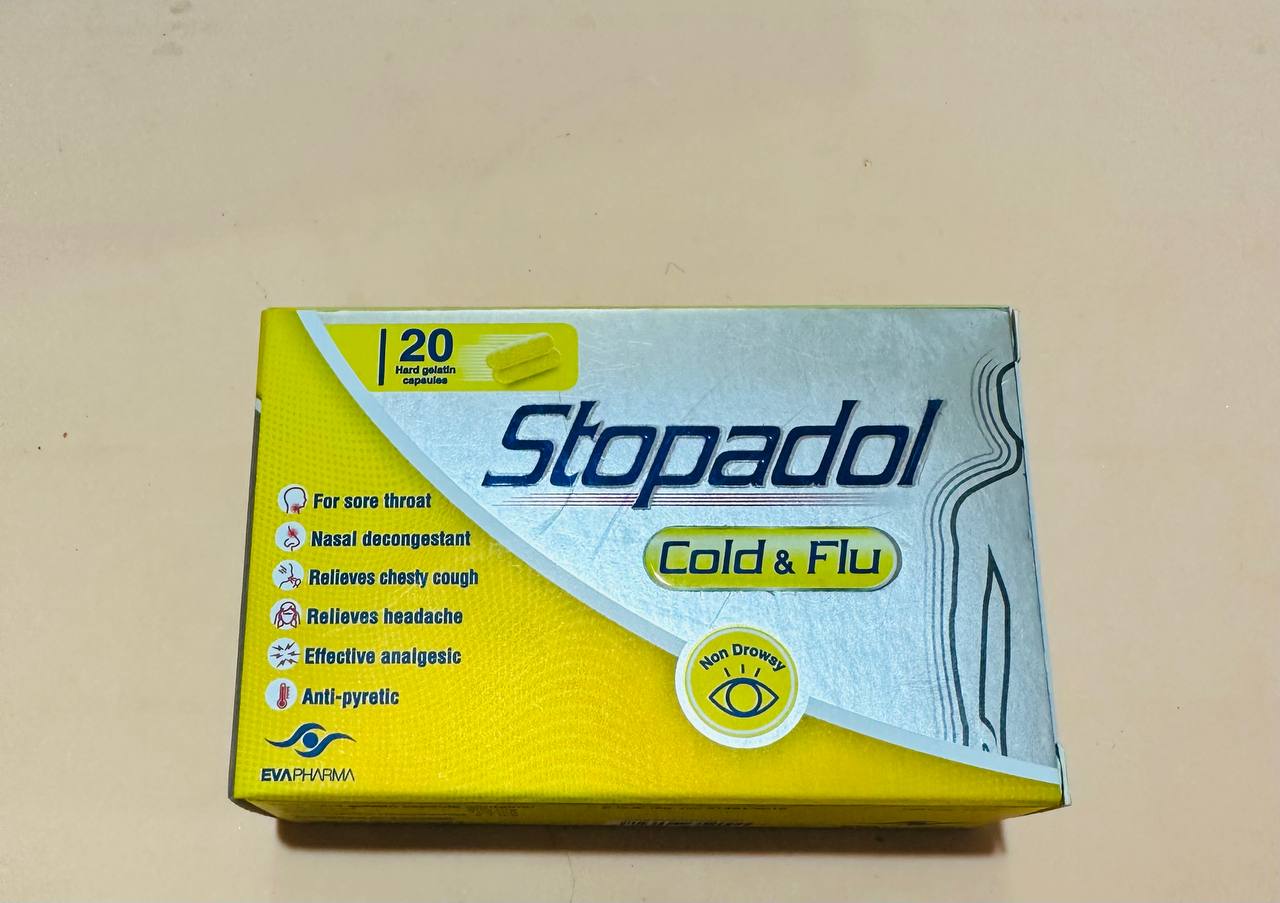 20
Hard gelatin
capsules
Stopadol
Cold & Flu
For sore throat
Nasal decongestant
Relieves chesty cough
Relieves headache
Effective analgesic
Anti-pyretic
Non Drowsy
EVAPHARMA